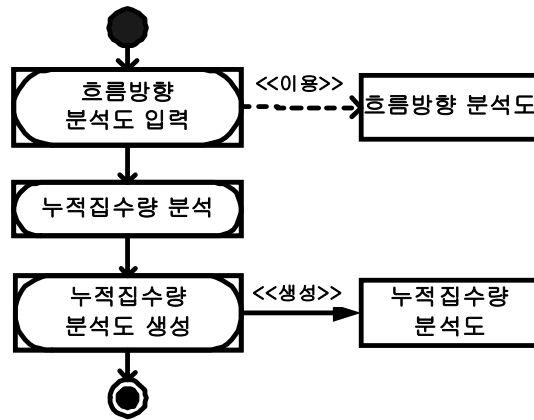 흐름방향
분석도 입력
<<이용>>
흐름방향 분석도
누적집수량 분석
누적집수량
분석도 생성
<<생성>>
누적집수량
분석도